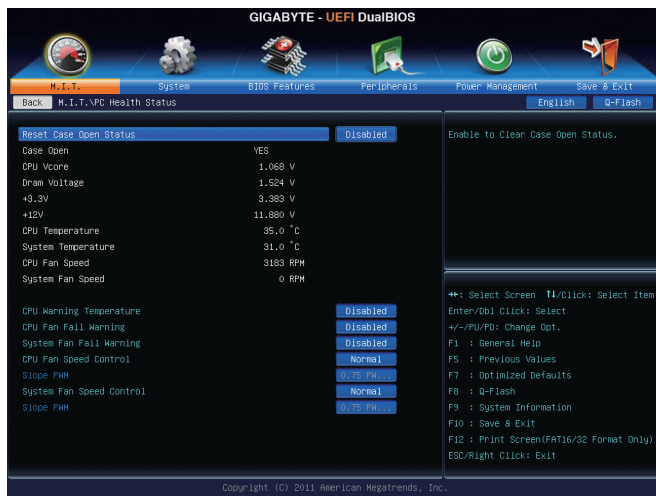 GIGABYTE - UEFI DualBIOS
M.I.T. System BIOS Features Peripherals Power Management Save & Exit
Back M.I.T.\PC Health Status English Q-Flash
Reset Case Open Status Disabled Enable to Clear Case Open Status.
Case Open YES
CPU Vcore 1.068 V
Dram Voltage 1.524 V
+3.3V 3.383 V
+12V 11.880 V
CPU Temperature 35.0 °C
System Temperature 31.0 °C
CPU Fan Speed 3183 RPM
System Fan Speed 0 RPM
CPU Warning Temperature Disabled
CPU Fan Fail Warning Disabled
System Fan Fail Warning Disabled
CPU Fan Speed Control Normal
Slope PWM 0.75 PW...
System Fan Speed Control Normal
Slope PWM 0.75 PW...
→←: Select Screen ↑↓/Click: Select Item
Enter/Dbl Click: Select
+/-/PU/PD: Change Opt.
F1 : General Help
F5 : Previous Values
F7 : Optimized Defaults
F8 : Q-Flash
F9 : System Information
F10 : Save & Exit
F12 : Print Screen(FAT16/32 Format Only)
ESC/Right Click: Exit
Copyright (C) 2011 American Megatrends, Inc.